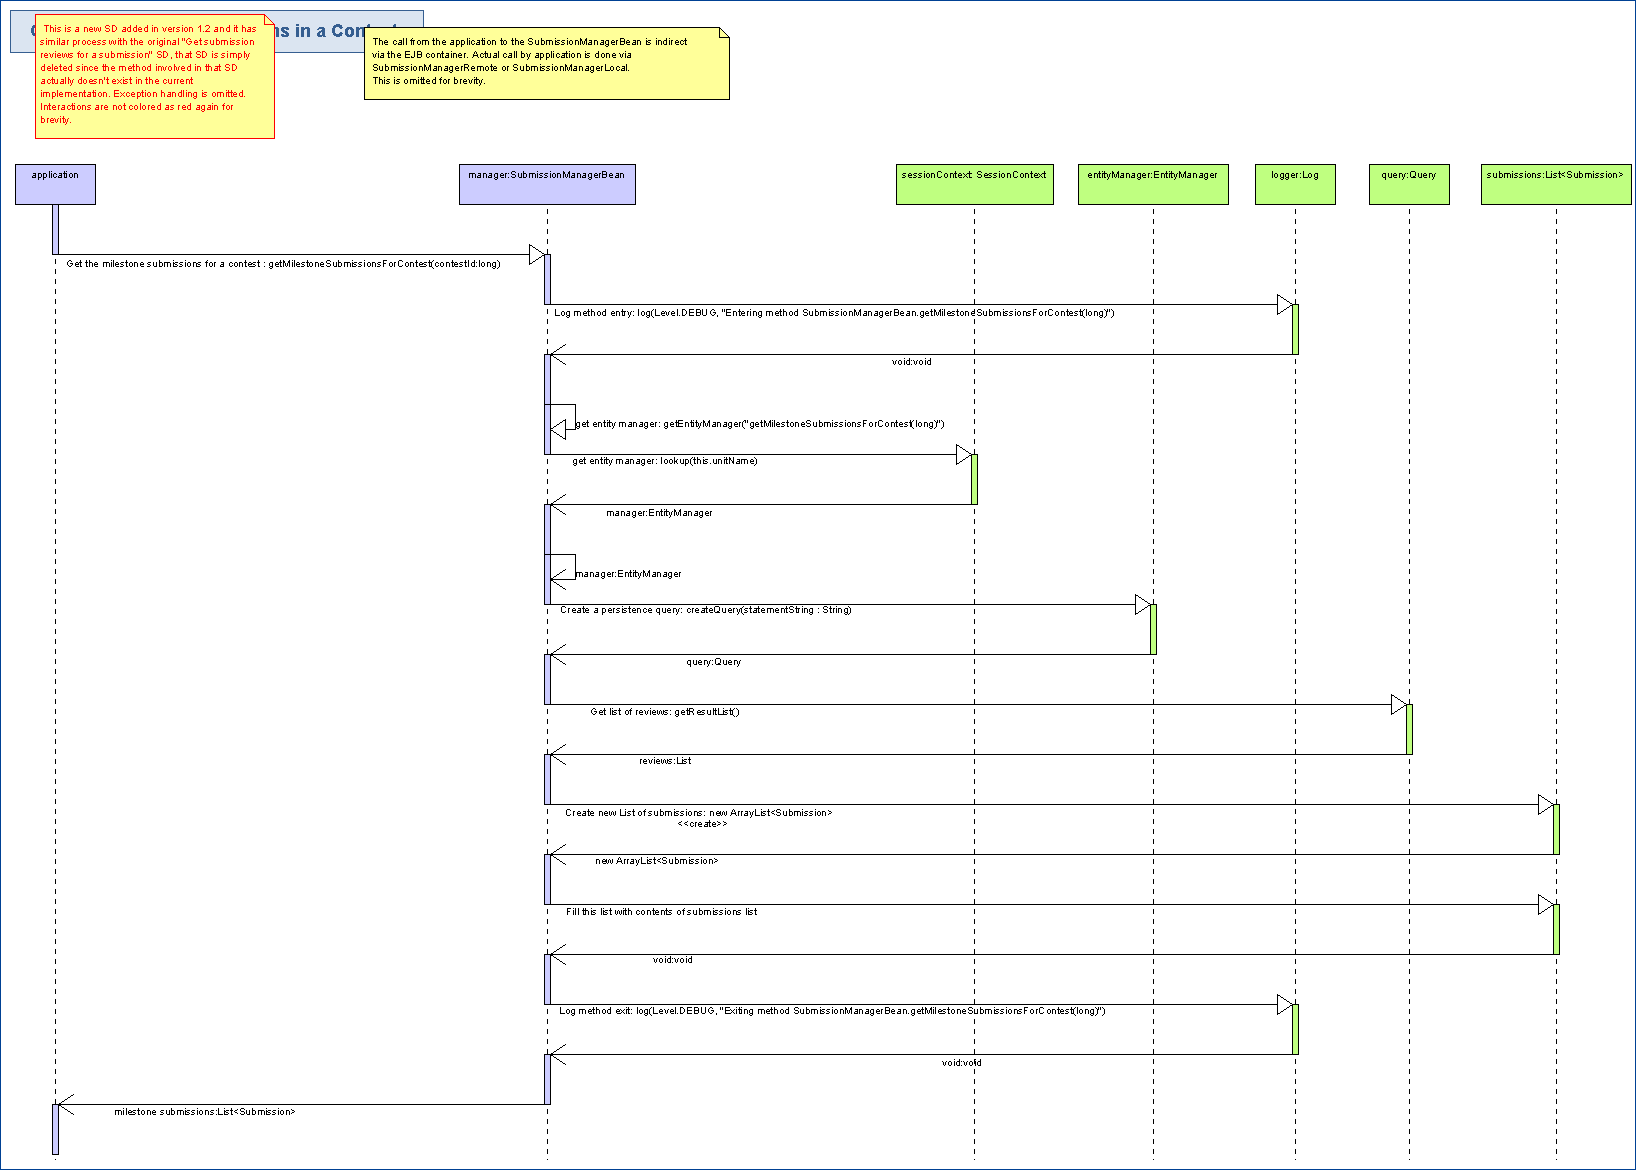 ns in a Con
This is a new SD added in version 1.2 and it has
similar process with the original "Get submission
reviews for a submission" SD, that SD is simply
deleted since the method involved in that SD
actually doesn't exist in the current
implementation. Exception handling is omitted.
Interactions are not colored as red again for
brevity.
The call from the application to the SubmissionManagerBean is indirect
via the EJB container. Actual call by application is done via
SubmissionManagerRemote or SubmissionManagerLocal.
This is omitted for brevity.
application
manager:SubmissionManagerBean
sessionContext: SessionContext
entityManager:EntityManager
logger:Log
query:Query
submissions:List<Submission>
Get the milestone submissions for a contest : getMilestoneSubmissionsForContest(contestId:long)
Log method entry: log(Level.DEBUG, "Entering method SubmissionManagerBean.getMilestoneSubmissionsForContest(long)")
void:void
get entity manager: getEntityManager("getMilestoneSubmissionsForContest(long)")
get entity manager: lookup(this.unitName)
manager:EntityManager
manager:EntityManager
Create a persistence query: createQuery(statementString : String)
query:Query
Get list of reviews: getResultList()
reviews:List
Create new List of submissions: new ArrayList<Submission>
<<create>>
new ArrayList<Submission>
Fill this list with contents of submissions list
void:void
Log method exit: log(Level.DEBUG, "Exiting method SubmissionManagerBean.getMilestoneSubmissionsForContest(long)")
void:void
milestone submissions:List<Submission>